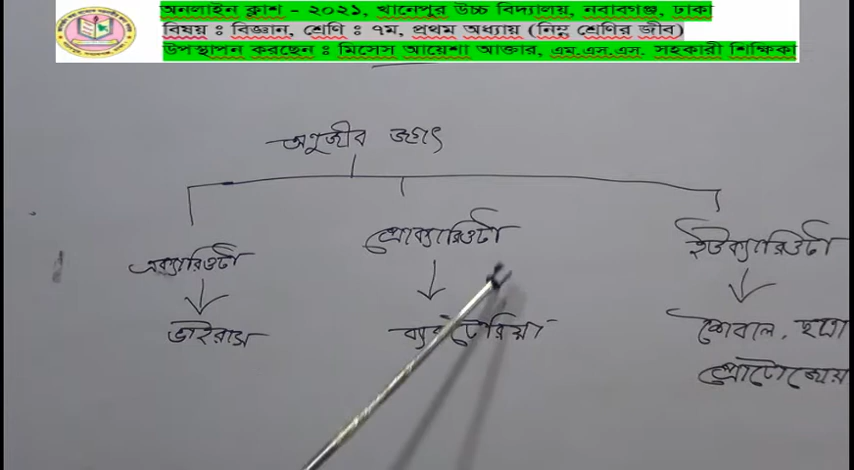 অনলাইন ক্লাশ - ২০২১, খানেপুর উচ্চ বিদ্যালয়, নবাবগঞ্জ, ঢাকা
বিষয় : বিজ্ঞান, শ্রেণি : ৭ম, প্রথম অধ্যায় (নিম্ন শ্রেণির জীব)
উপস্থাপন করছেন : মিসেস আয়েশা আক্তার, এম.এস.এস. সহকারী শিক্ষিকা
অণুজীব জগৎ
এক্যারিওটা প্রোক্যারিওটা ইউক্যারিওটা
ভাইরাস ব্যাকটেরিয়া শৈবাল, ছত্রা
প্রোটোজোয়